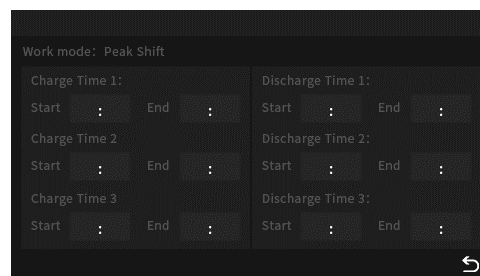 Work mode: Peak Shift
Charge Time 1:
Start : End :
Charge Time 2
Start : End :
Charge Time 3
Start : End :
Discharge Time 1:
Start : End :
Discharge Time 2:
Start : End :
Discharge Time 3:
Start : End :